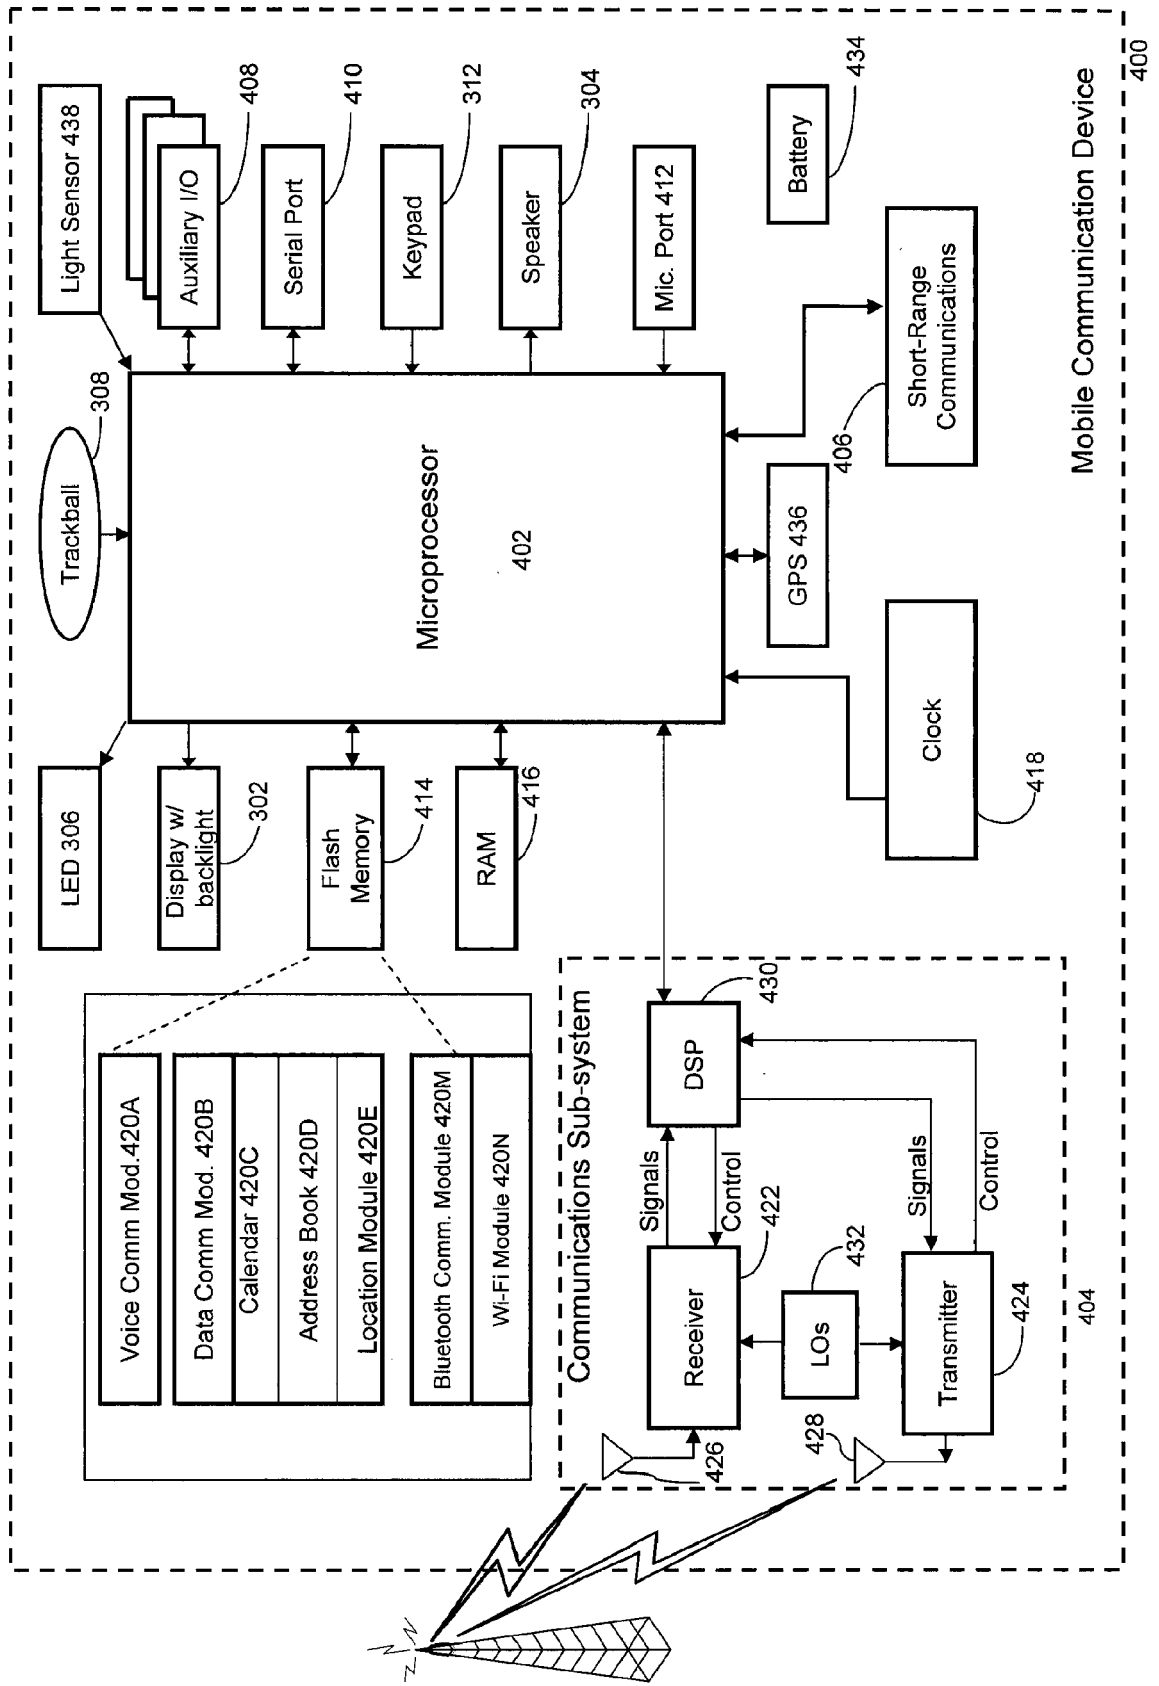 Voice Comm Mod.420A
Data Comm Mod. 420B
Calendar 420C
Address Book 420D
Location Module 420E
Bluetooth Comm. Module 420M
Wi-Fi Module 420N
LED 306
Display w/
backlight
302
Flash
Memory
414
RAM
416
Trackball
308
Microprocessor
402
Light Sensor 438
Auxiliary I/O
408
Serial Port
410
Keypad
312
Speaker
304
Mic. Port 412
Battery
434
Communications Sub-system
DSP
430
Signals
Control
Receiver
422
426
LOs
432
Signals
Control
Transmitter
424
428
404
Clock
418
GPS 436
Short-Range
Communications
406
Mobile Communication Device
400